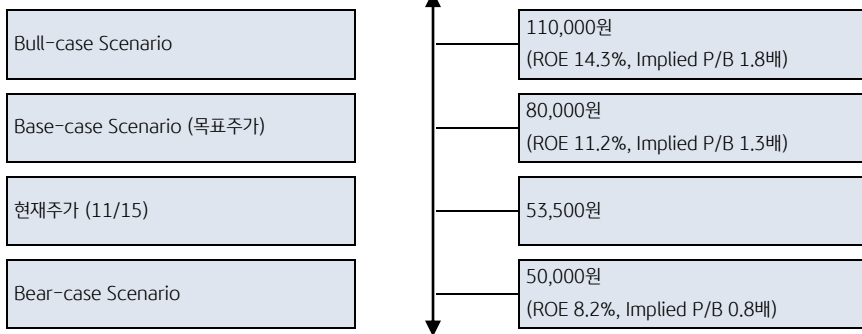 Bull-case Scenario
110,000원
(ROE 14.3%, Implied P/B 1.8배)
Base-case Scenario (목표주가)
80,000원
(ROE 11.2%, Implied P/B 1.3배)
현재주가 (11/15)
53,500원
Bear-case Scenario
50,000원
(ROE 8.2%, Implied P/B 0.8배)